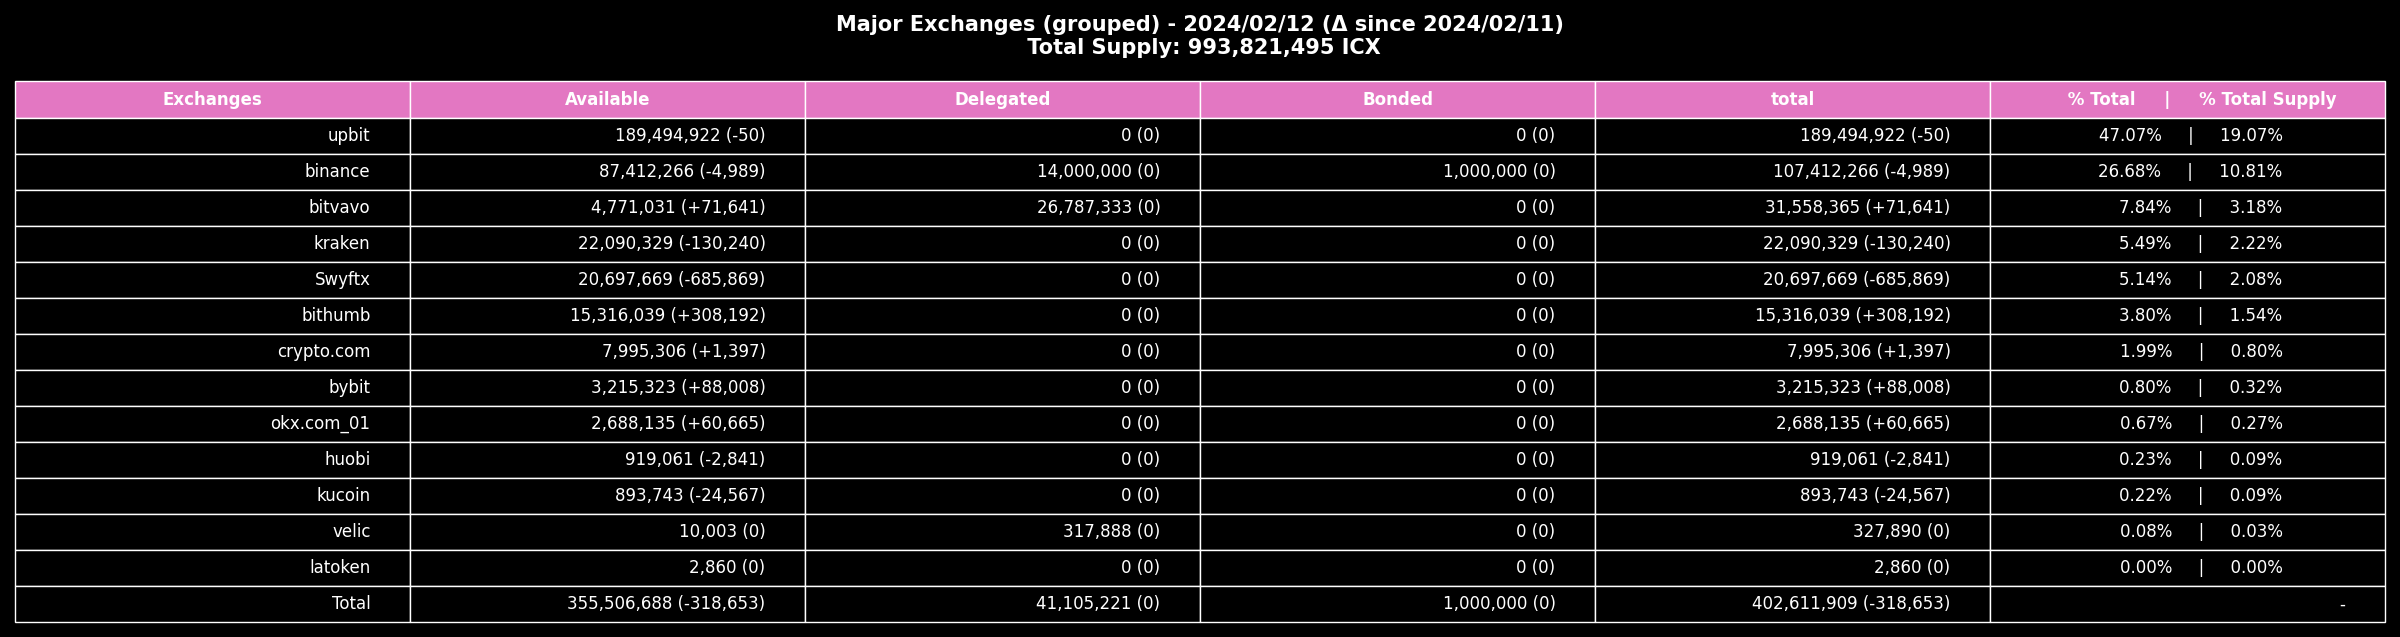 Major Exchanges (grouped) - 2024/02/12 (Δ since 2024/02/11)
Total Supply: 993,821,495 ICX
Exchanges Available Delegated Bonded total % Total | % Total Supply
upbit 189,494,922 (-50) 0 (0) 0 (0) 189,494,922 (-50) 47.07% | 19.07%
binance 87,412,266 (-4,989) 14,000,000 (0) 1,000,000 (0) 107,412,266 (-4,989) 26.68% | 10.81%
bitvavo 4,771,031 (+71,641) 26,787,333 (0) 0 (0) 31,558,365 (+71,641) 7.84% | 3.18%
kraken 22,090,329 (-130,240) 0 (0) 0 (0) 22,090,329 (-130,240) 5.49% | 2.22%
Swyftx 20,697,669 (-685,869) 0 (0) 0 (0) 20,697,669 (-685,869) 5.14% | 2.08%
bithumb 15,316,039 (+308,192) 0 (0) 0 (0) 15,316,039 (+308,192) 3.80% | 1.54%
crypto.com 7,995,306 (+1,397) 0 (0) 0 (0) 7,995,306 (+1,397) 1.99% | 0.80%
bybit 3,215,323 (+88,008) 0 (0) 0 (0) 3,215,323 (+88,008) 0.80% | 0.32%
okx.com_01 2,688,135 (+60,665) 0 (0) 0 (0) 2,688,135 (+60,665) 0.67% | 0.27%
huobi 919,061 (-2,841) 0 (0) 0 (0) 919,061 (-2,841) 0.23% | 0.09%
kucoin 893,743 (-24,567) 0 (0) 0 (0) 893,743 (-24,567) 0.22% | 0.09%
velic 10,003 (0) 317,888 (0) 0 (0) 327,890 (0) 0.08% | 0.03%
latoken 2,860 (0) 0 (0) 0 (0) 2,860 (0) 0.00% | 0.00%
Total 355,506,688 (-318,653) 41,105,221 (0) 1,000,000 (0) 402,611,909 (-318,653) -